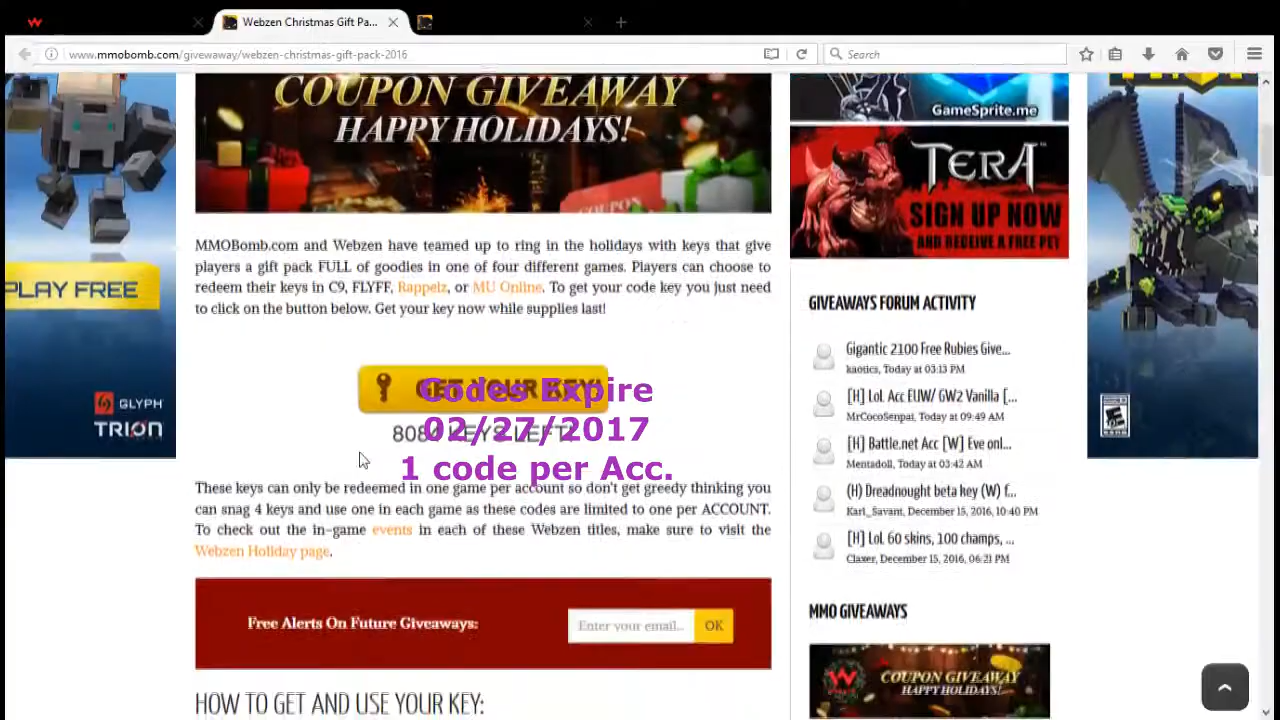 Webzen Christmas Gift Pa...
www.mmobomb.com/givewaway/webzen-christmas-gift-pack-2016
Search
COUPON GIVEAWAY
HAPPY HOLIDAYS!
COUPON
MMOBomb.com and Webzen have teamed up to ring in the holidays with keys that give
players a gift pack FULL of goodies in one of four different games. Players can choose to
redeem their keys in C9, FLYFF, Rappelz, or MU Online. To get your code key you just need
to click on the button below. Get your key now while supplies last!
GET YOUR KEY!
KEYS LEFT!
Codes Expire
02/27/2017
1 code per Acc.
These keys can only be redeemed in one game per account so don't get greedy thinking you
can snag 4 keys and use one in each game as these codes are limited to one per ACCOUNT.
To check out the in-game events in each of these Webzen titles, make sure to visit the
Webzen Holiday page.
Free Alerts On Future Giveaways:
Enter your email..
OK
HOW TO GET AND USE YOUR KEY:
PLAY FREE
GLYPH
TRION
GameSprite.me
TERA
SIGN UP NOW
AND RECEIVE A FREE PET
GIVEAWAYS FORUM ACTIVITY
Gigantic 2100 Free Rubies Give...
kaotics, Today at 03:13 PM
[H] LoL Acc EUW/ GW2 Vanilla [...
MrCocoSenpai, Today at 09:49 AM
[H] Battle.net Acc [W] Eve onl...
Mentadoll, Today at 03:42 AM
(H) Dreadnought beta key (W) f...
Karl_Savant, December 15, 2016, 10:40 PM
[H] LoL 60 skins, 100 champs, ...
Claxer, December 15, 2016, 06:21 PM
MMO GIVEAWAYS
COUPON GIVEAWAY
HAPPY HOLIDAYS!